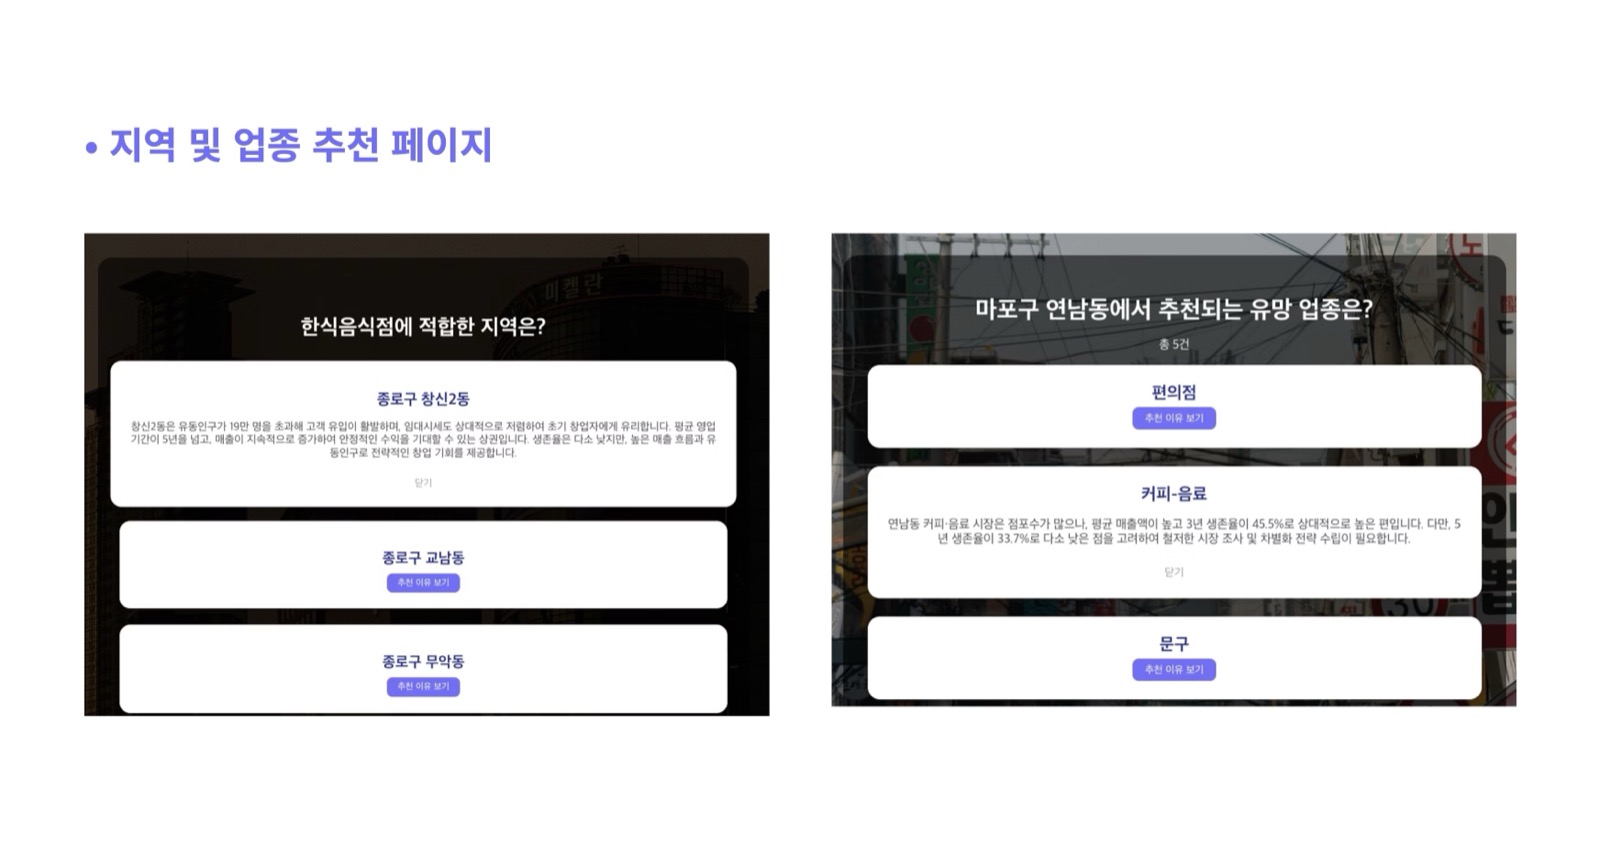 • 지역 및 업종 추천 페이지
미켈란
한식음식점에 적합한 지역은?
종로구 창신2동
창신2동은 유동인구가 19만 명을 초과해 고객 유입이 활발하며, 임대시세도 상대적으로 저렴하여 초기 창업자에게 유리합니다. 평균 영업
기간이 5년을 넘고, 매출이 지속적으로 증가하여 안정적인 수익을 기대할 수 있는 상권입니다. 생존율은 다소 낮지만, 높은 매출 흐름과 유
동인구로 전략적인 창업 기회를 제공합니다.
닫기
종로구 교남동
추천 이유 보기
종로구 무악동
추천 이유 보기
마포구 연남동에서 추천되는 유망 업종은?
총 5건
편의점
추천 이유 보기
커피-음료
연남동 커피·음료 시장은 점포수가 많으나, 평균 매출액이 높고 3년 생존율이 45.5%로 상대적으로 높은 편입니다. 다만, 5
년 생존율이 33.7%로 다소 낮은 점을 고려하여 철저한 시장 조사 및 차별화 전략 수립이 필요합니다.
닫기
문구
추천 이유 보기
노
30